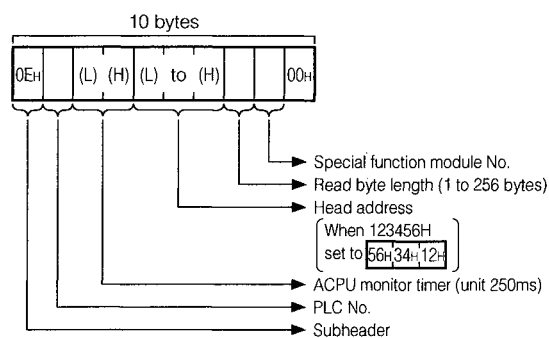 10 bytes
0EH (L) (H) (L) to (H) 00H
Special function module No.
Read byte length (1 to 256 bytes)
Head address
When 123456H
set to 56H 34H 12H
ACPU monitor timer (unit 250ms)
PLC No.
Subheader